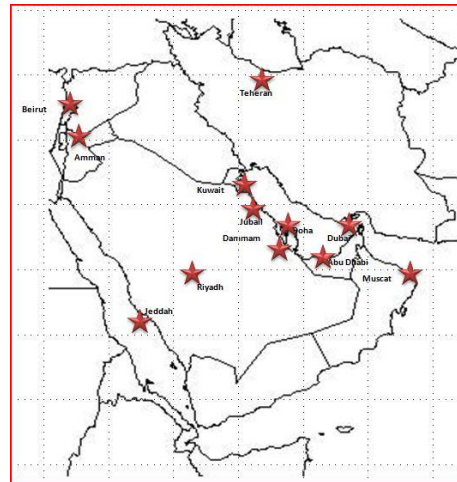 Teheran
Beirut
Amman
Kuwait
Jubail
Doha
Dubai
Dammam
Abu Dhabi
Muscat
Riyadh
Jeddah